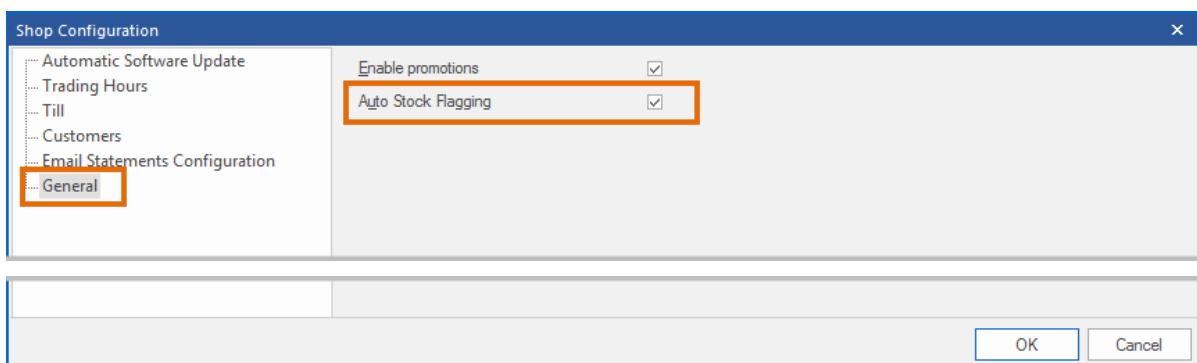 Shop Configuration
Automatic Software Update
Trading Hours
Till
Customers
Email Statements Configuration
General
Enable promotions
Auto Stock Flagging
OK
Cancel